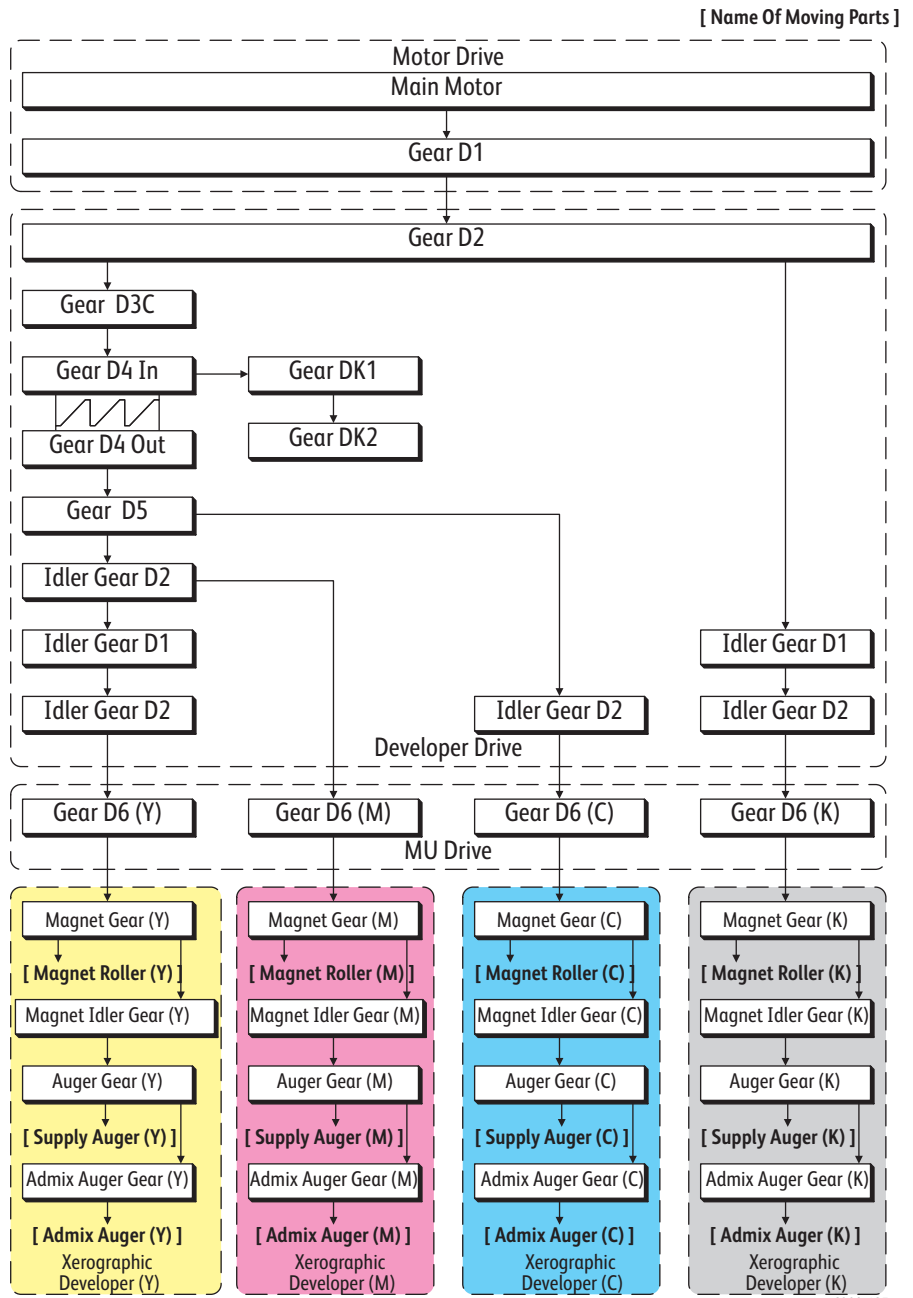 [ Name Of Moving Parts ]
Motor Drive
Main Motor
Gear D1
Gear D2
Gear D3C
Gear D4 In
Gear DK1
Gear D4 Out
Gear DK2
Gear D5
Idler Gear D2
Idler Gear D1
Idler Gear D1
Idler Gear D2
Idler Gear D2
Idler Gear D2
Developer Drive
Gear D6 (Y)
Gear D6 (M)
Gear D6 (C)
Gear D6 (K)
MU Drive
Magnet Gear (Y)
[ Magnet Roller (Y) ]
Magnet Idler Gear (Y)
Auger Gear (Y)
[ Supply Auger (Y) ]
Admix Auger Gear (Y)
[ Admix Auger (Y) ]
Xerographic
Developer (Y)
Magnet Gear (M)
[ Magnet Roller (M) ]
Magnet Idler Gear (M)
Auger Gear (M)
[ Supply Auger (M) ]
Admix Auger Gear (M)
[ Admix Auger (M) ]
Xerographic
Developer (M)
Magnet Gear (C)
[ Magnet Roller (C) ]
Magnet Idler Gear (C)
Auger Gear (C)
[ Supply Auger (C) ]
Admix Auger Gear (C)
[ Admix Auger (C) ]
Xerographic
Developer (C)
Magnet Gear (K)
[ Magnet Roller (K) ]
Magnet Idler Gear (K)
Auger Gear (K)
[ Supply Auger (K) ]
Admix Auger Gear (K)
[ Admix Auger (K) ]
Xerographic
Developer (K)